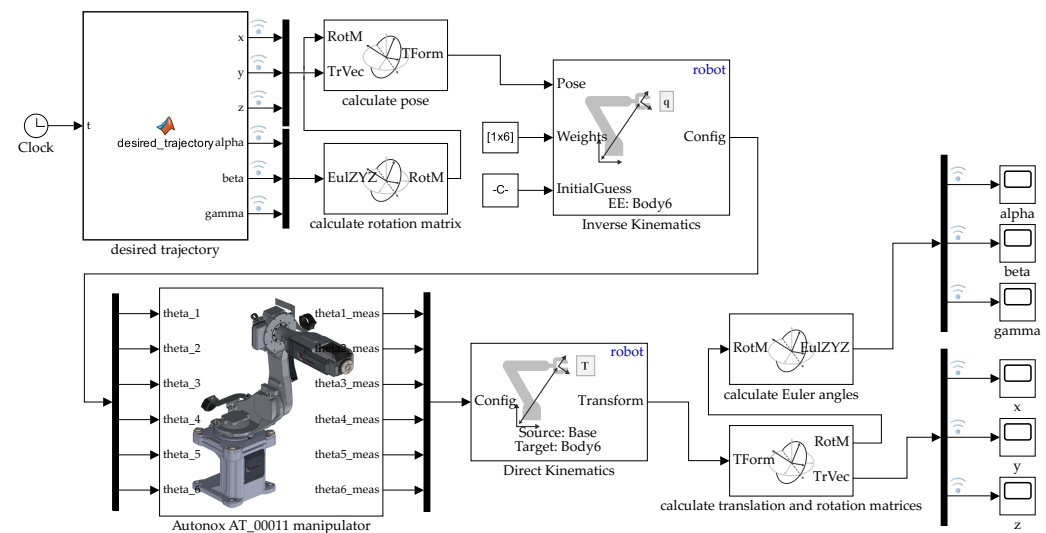 Clock
t
desired_trajectory
x
y
z
alpha
beta
gamma
desired trajectory
RotM
TrVec
TForm
calculate pose
EulZYZ
RotM
calculate rotation matrix
[1x6]
-C-
robot
Pose
Weights
InitialGuess
q
Config
EE: Body6
Inverse Kinematics
alpha
beta
gamma
theta_1
theta_2
theta_3
theta_4
theta_5
theta_6
theta1_meas
theta2_meas
theta3_meas
theta4_meas
theta5_meas
theta6_meas
Autonox AT_00011 manipulator
robot
T
Config
Transform
Source: Base
Target: Body6
Direct Kinematics
RotM
EulZYZ
calculate Euler angles
TForm
RotM
TrVec
calculate translation and rotation matrices
x
y
z